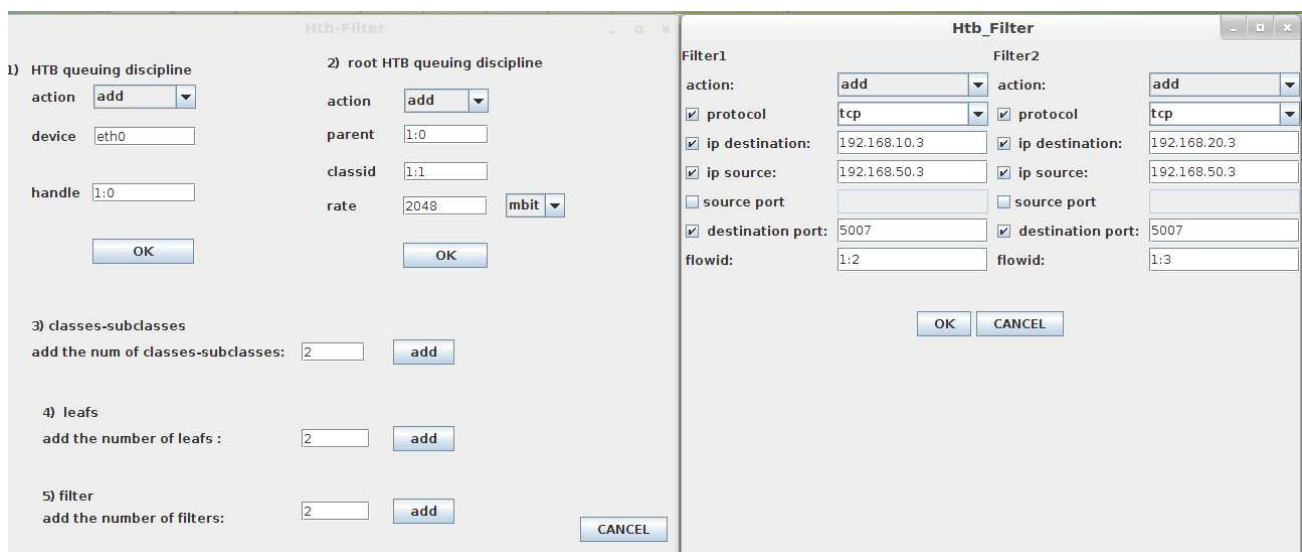 Htb-Filter
1) HTB queuing discipline
action add
device eth0
handle 1:0
OK
2) root HTB queuing discipline
action add
parent 1:0
classid 1:1
rate 2048 mbit
OK
3) classes-subclasses
add the num of classes-subclasses: 2 add
4) leafs
add the number of leafs : 2 add
5) filter
add the number of filters: 2 add
CANCEL
Htb_Filter
Filter1 Filter2
action: add action: add
protocol tcp protocol tcp
ip destination: 192.168.10.3 ip destination: 192.168.20.3
ip source: 192.168.50.3 ip source: 192.168.50.3
source port source port
destination port: 5007 destination port: 5007
flowid: 1:2 flowid: 1:3
OK CANCEL